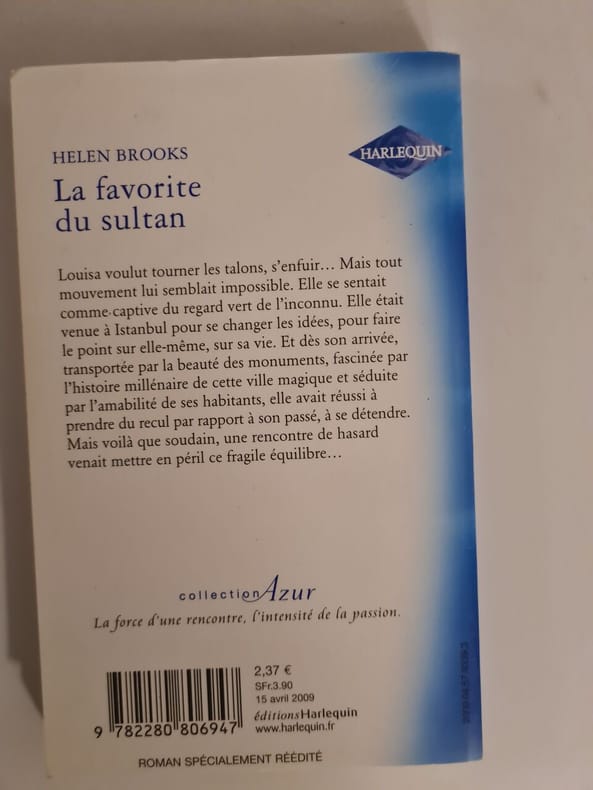 HELEN BROOKS
HARLEQUIN
La favorite
du sultan
Louisa voulut tourner les talons, s'enfuir… Mais tout
mouvement lui semblait impossible. Elle se sentait
comme captive du regard vert de l'inconnu. Elle était
venue à Istanbul pour se changer les idées, pour faire
le point sur elle-même, sur sa vie. Et dès son arrivée,
transportée par la beauté des monuments, fascinée par
l'histoire millénaire de cette ville magique et séduite
par l'amabilité de ses habitants, elle avait réussi à
prendre du recul par rapport à son passé, à se détendre.
Mais voilà que soudain, une rencontre de hasard
venait mettre en péril ce fragile équilibre…
collection Azur
La force d'une rencontre, l'intensité de la passion.
2,37 €
SFr.3.90
15 avril 2009
éditions Harlequin
www.harlequin.fr
9 782280 806947
ROMAN SPÉCIALEMENT RÉÉDITÉ